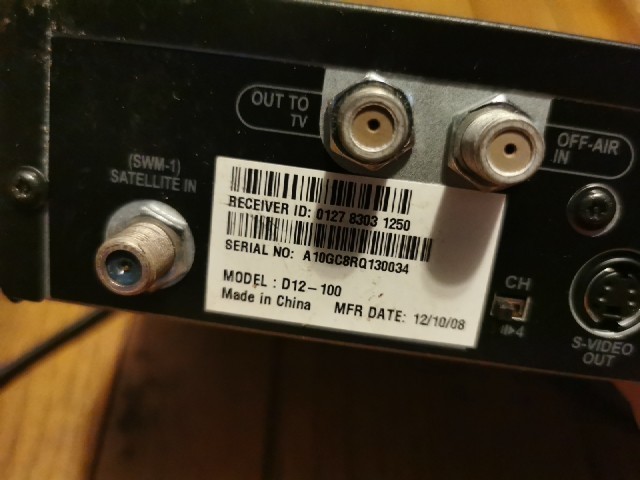 OUT TO
TV
OFF-AIR
IN
(SWM-1)
SATELLITE IN
RECEIVER ID: 0127 8303 1250
SERIAL NO: A10GC8RQ130034
MODEL : D12-100
Made in China MFR DATE: 12/10/08
CH
4
S-VIDEO
OUT